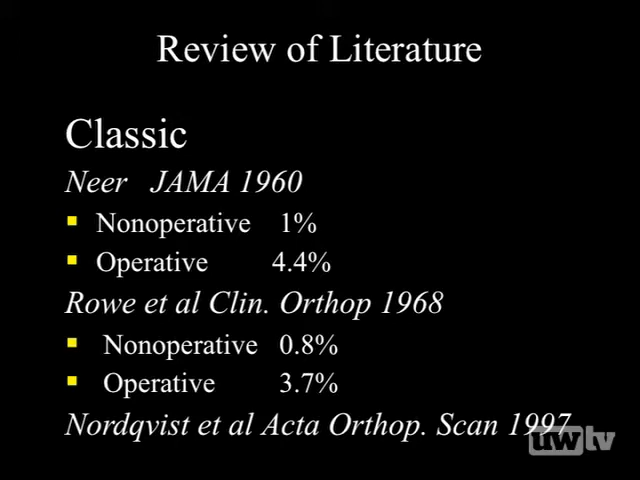 Review of Literature
Classic
Neer JAMA 1960
Nonoperative 1%
Operative 4.4%
Rowe et al Clin. Orthop 1968
Nonoperative 0.8%
Operative 3.7%
Nordqvist et al Acta Orthop. Scan 1997
uwtv